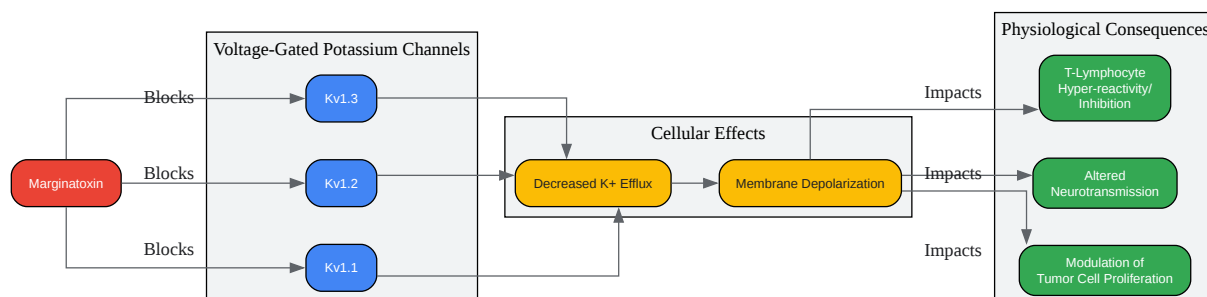 Physiological Consequences
Voltage-Gated Potassium Channels
T-Lymphocyte
Hyper-reactivity/
Inhibition
Blocks
Kv1.3
Impacts
Cellular Effects
Marginatoxin
Blocks
Kv1.2
Decreased K+ Efflux
Membrane Depolarization
Impacts
Altered
Neurotransmission
Blocks
Kv1.1
Impacts
Modulation of
Tumor Cell Proliferation